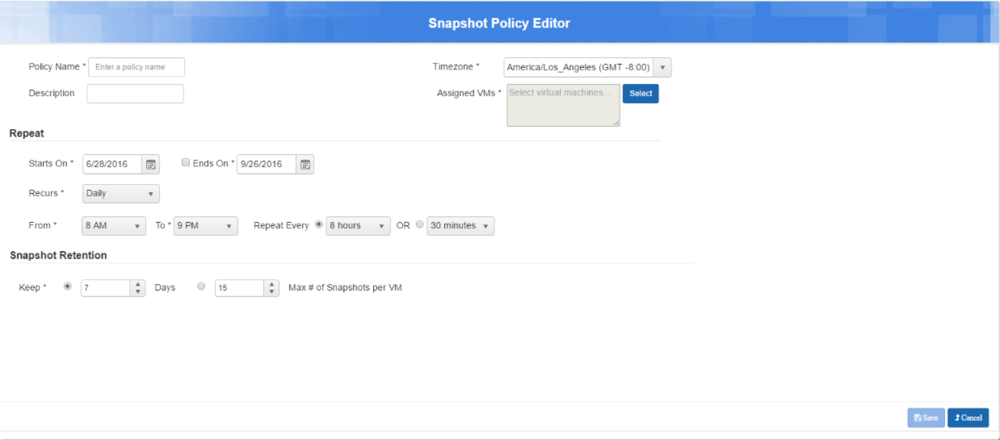 Snapshot Policy Editor
Policy Name * Enter a policy name Timezone * America/Los_Angeles (GMT -8:00)
Description Assigned VMs * Select virtual machines... Select
Repeat
Starts On * 6/28/2016 Ends On * 9/26/2016
Recurs * Daily
From * 8 AM To * 9 PM Repeat Every 8 hours OR 30 minutes
Snapshot Retention
Keep * 7 Days 15 Max # of Snapshots per VM
Save Cancel